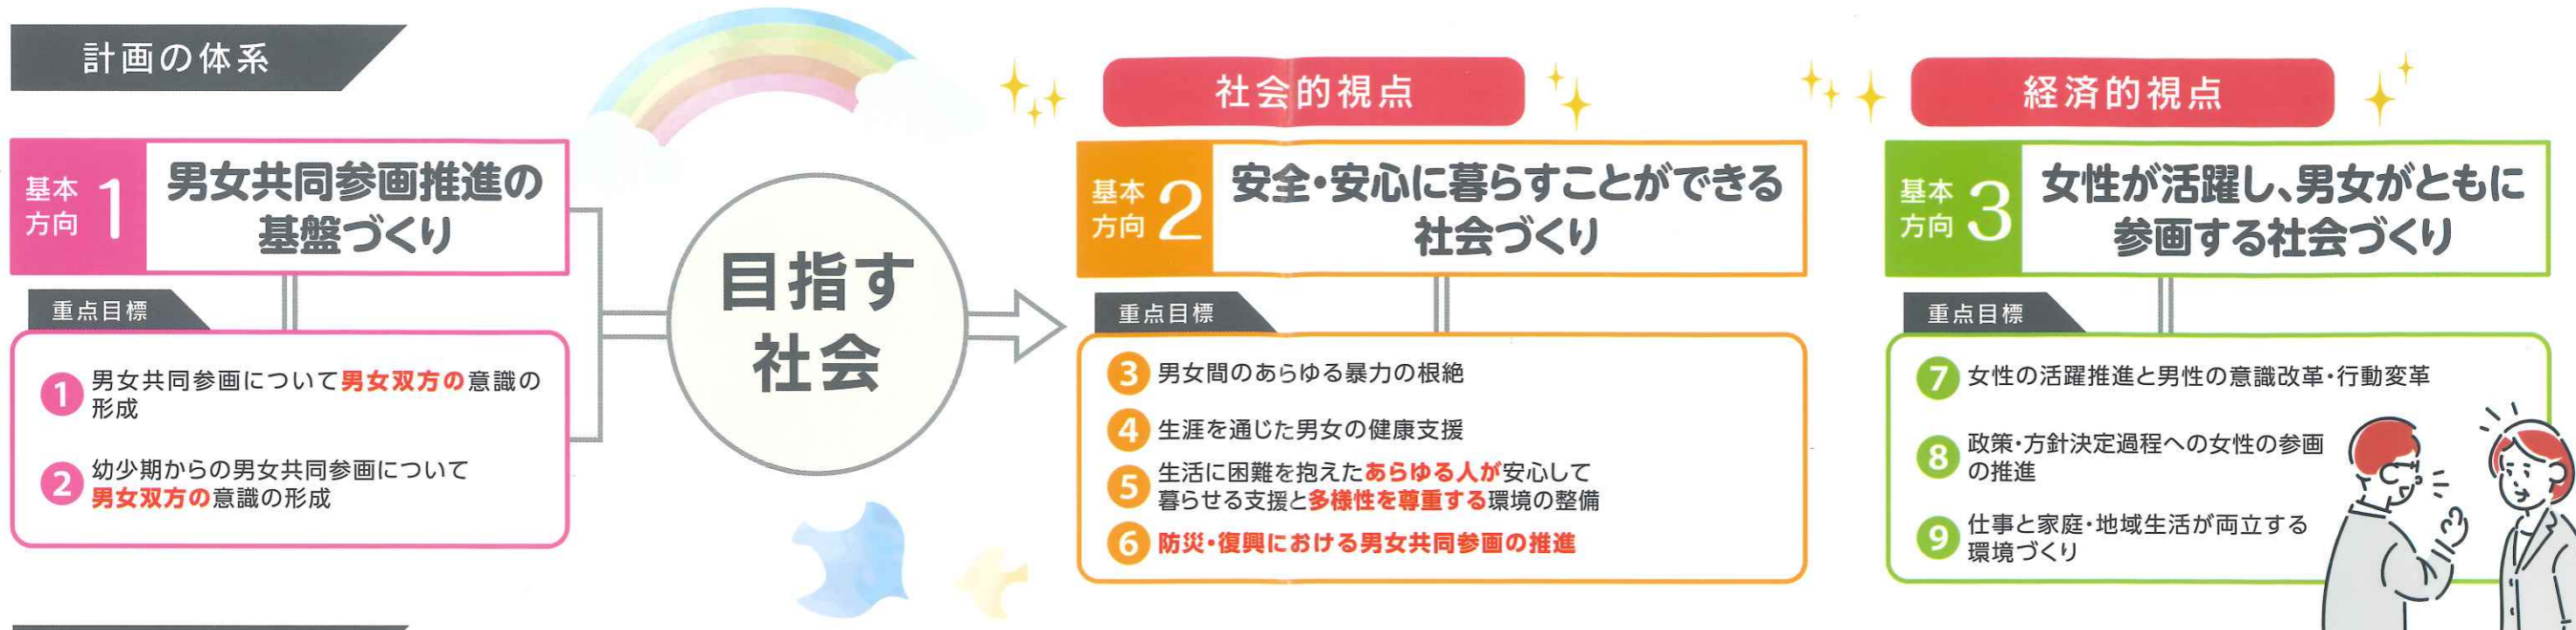 計画の体系
基本方向 1
男女共同参画推進の
基盤づくり
重点目標
1 男女共同参画について男女双方の意識の
形成
2 幼少期からの男女共同参画について
男女双方の意識の形成
目指す
社会
社会的視点
基本方向 2
安全・安心に暮らすことができる
社会づくり
重点目標
3 男女間のあらゆる暴力の根絶
4 生涯を通じた男女の健康支援
5 生活に困難を抱えたあらゆる人が安心して
暮らせる支援と多様性を尊重する環境の整備
6 防災・復興における男女共同参画の推進
経済的視点
基本方向 3
女性が活躍し、男女がともに
参画する社会づくり
重点目標
7 女性の活躍推進と男性の意識改革・行動変革
8 政策・方針決定過程への女性の参画
の推進
9 仕事と家庭・地域生活が両立する
環境づくり